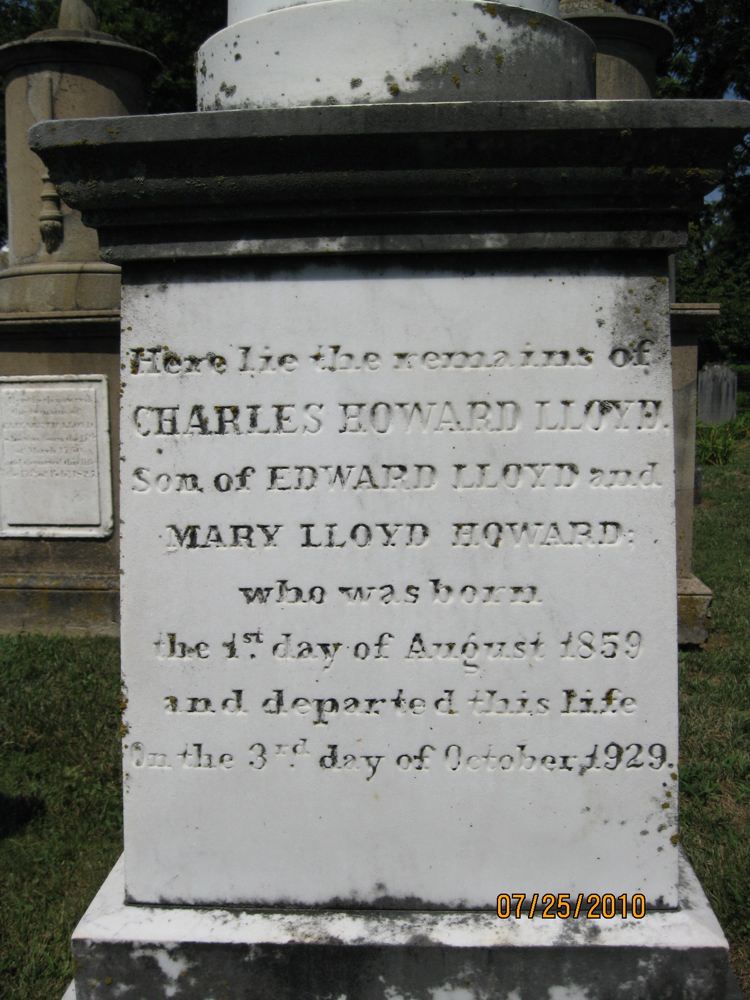 Here lie the remains of
CHARLES HOWARD LLOYD.
Son of EDWARD LLOYD and
MARY LLOYD HOWARD;
who was born
the 1st day of August 1859
and departed this life
On the 3rd day of October, 1929.
07/25/2010